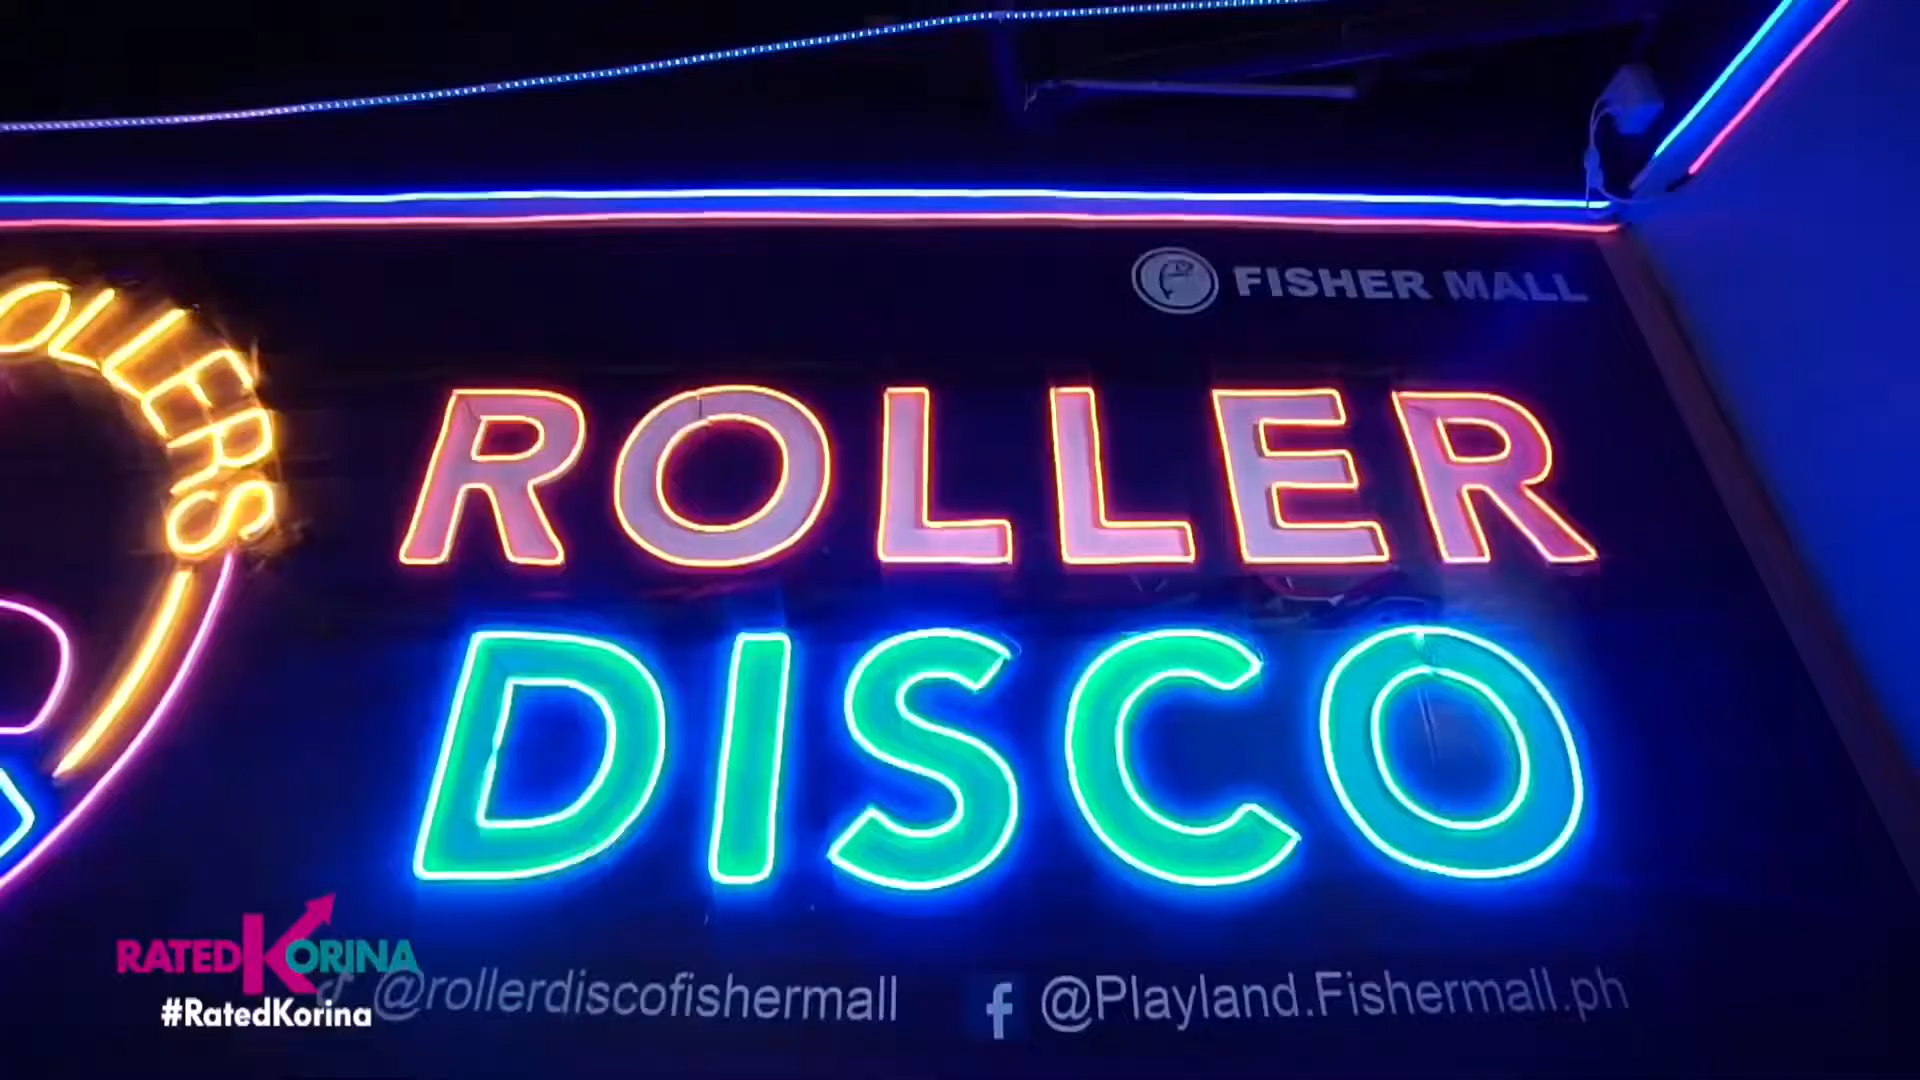 FISHER MALL
OLLERS
ROLLER
DISCO
RATEDKORINA
#RatedKorina
@rollerdiscofishermall
f @Playland.Fishermall.ph